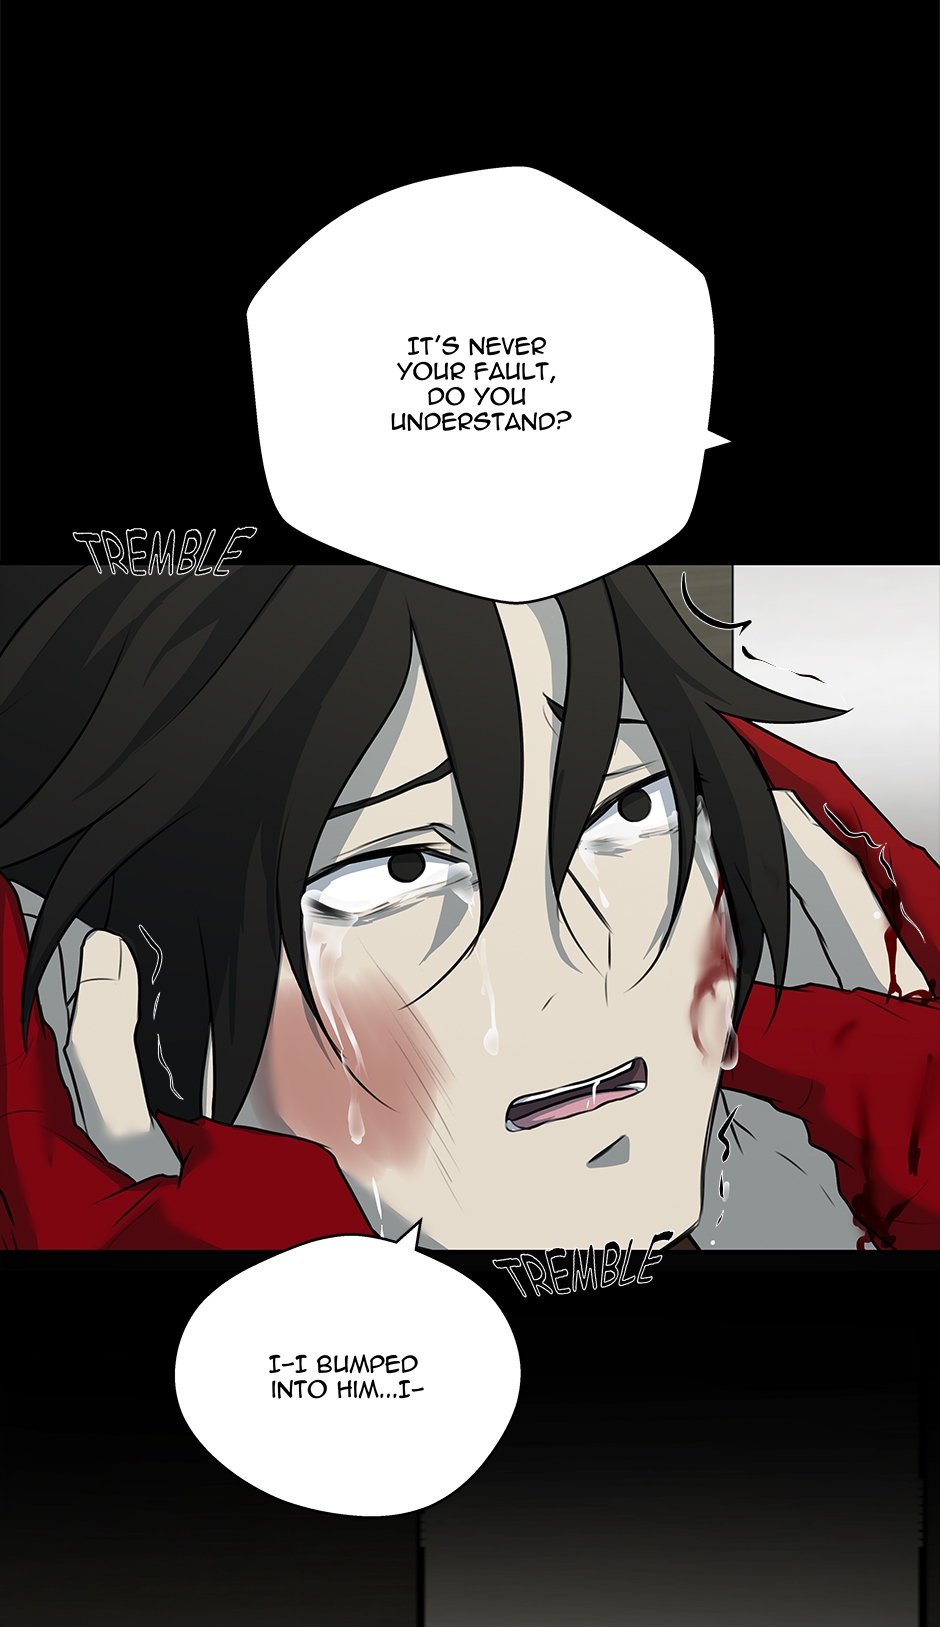 IT'S NEVER
YOUR FAULT,
DO YOU
UNDERSTAND?
TREMBLE
TREMBLE
I-I BUMPED
INTO HIM...I-